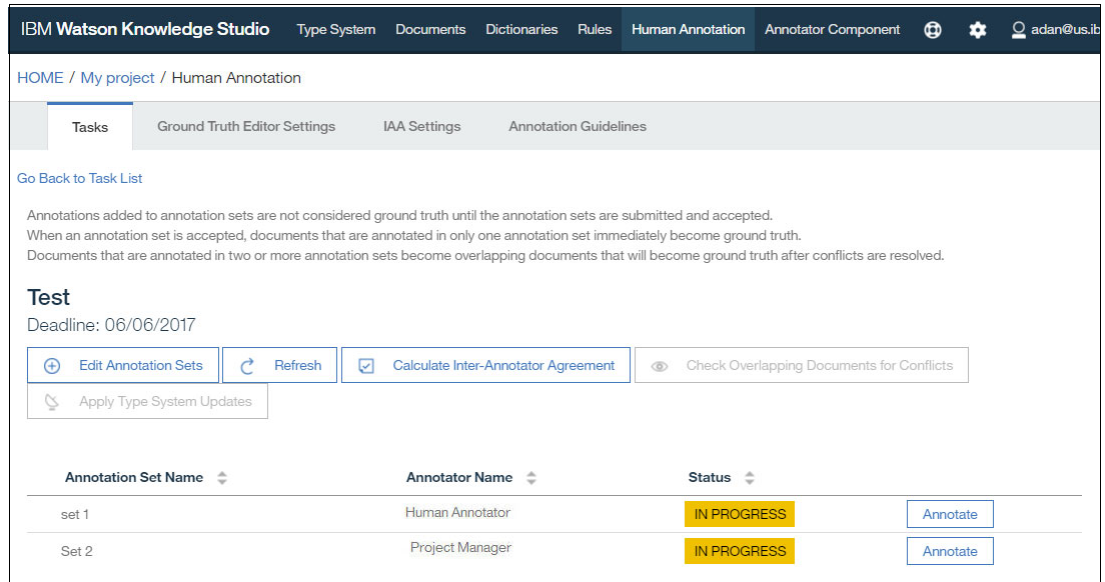 IBM Watson Knowledge Studio Type System Documents Dictionaries Rules Human Annotation Annotator Component adan@us.ib
HOME / My project / Human Annotation
Tasks Ground Truth Editor Settings IAA Settings Annotation Guidelines
Go Back to Task List
Annotations added to annotation sets are not considered ground truth until the annotation sets are submitted and accepted.
When an annotation set is accepted, documents that are annotated in only one annotation set immediately become ground truth.
Documents that are annotated in two or more annotation sets become overlapping documents that will become ground truth after conflicts are resolved.
Test
Deadline: 06/06/2017
Edit Annotation Sets Refresh Calculate Inter-Annotator Agreement Check Overlapping Documents for Conflicts
Apply Type System Updates
Annotation Set Name Annotator Name Status
set 1 Human Annotator IN PROGRESS Annotate
Set 2 Project Manager IN PROGRESS Annotate